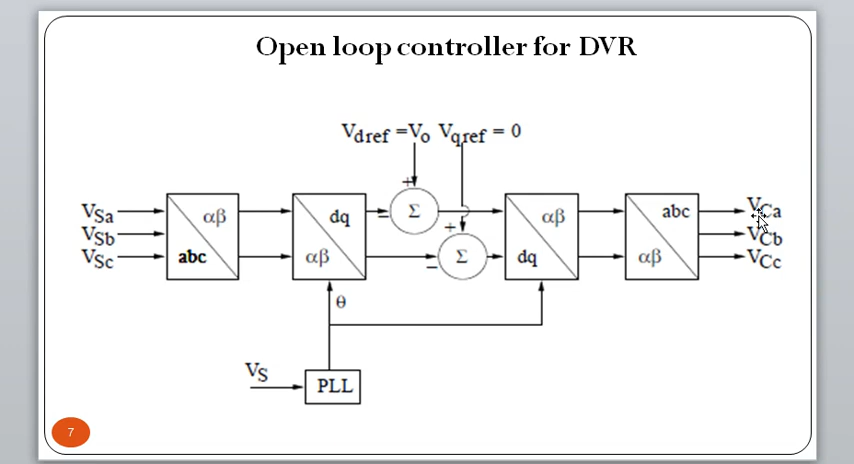 Open loop controller for DVR
Vdref =Vo Vqref = 0
+
VSa
VSb
VSc
αβ
abc
dq
αβ
−
Σ
+
−
Σ
αβ
dq
abc
αβ
VCa
VCb
VCc
θ
VS
PLL
7